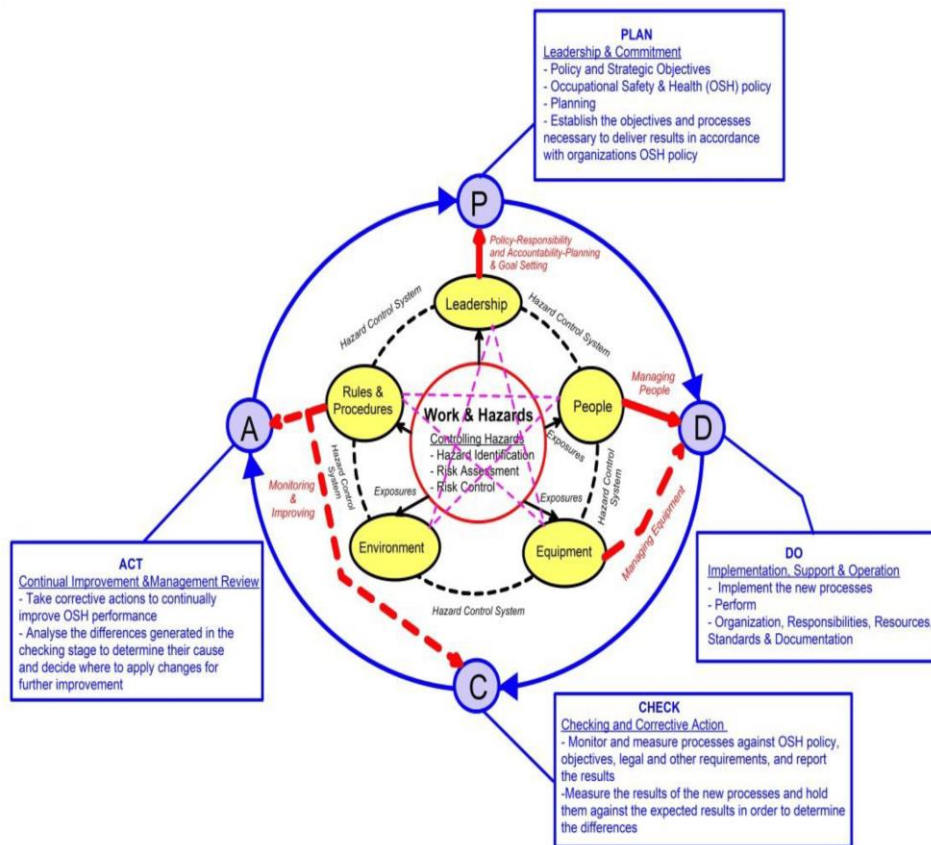 PLAN
Leadership & Commitment
- Policy and Strategic Objectives
- Occupational Safety & Health (OSH) policy
- Planning
- Establish the objectives and processes
necessary to deliver results in accordance
with organizations OSH policy
P
Policy-Responsibility
and Accountability-Planning
& Goal Setting
Leadership
Hazard Control System
Hazard Control System
Rules &
Procedures
People
Managing
People
A
D
Work & Hazards
Controlling Hazards
- Hazard Identification
- Risk Assessment
- Risk Control
Exposures
Exposures
Exposures
Hazard Control
System
Hazard Control
System
Monitoring
&
Improving
Managing Equipment
Environment
Equipment
Hazard Control System
ACT
Continual Improvement &Management Review
- Take corrective actions to continually
improve OSH performance
- Analyse the differences generated in the
checking stage to determine their cause
and decide where to apply changes for
further improvement
DO
Implementation, Support & Operation
- Implement the new processes
- Perform
- Organization, Responsibilities, Resources,
Standards & Documentation
C
CHECK
Checking and Corrective Action
- Monitor and measure processes against OSH policy,
objectives, legal and other requirements, and report
the results
-Measure the results of the new processes and hold
them against the expected results in order to determine
the differences